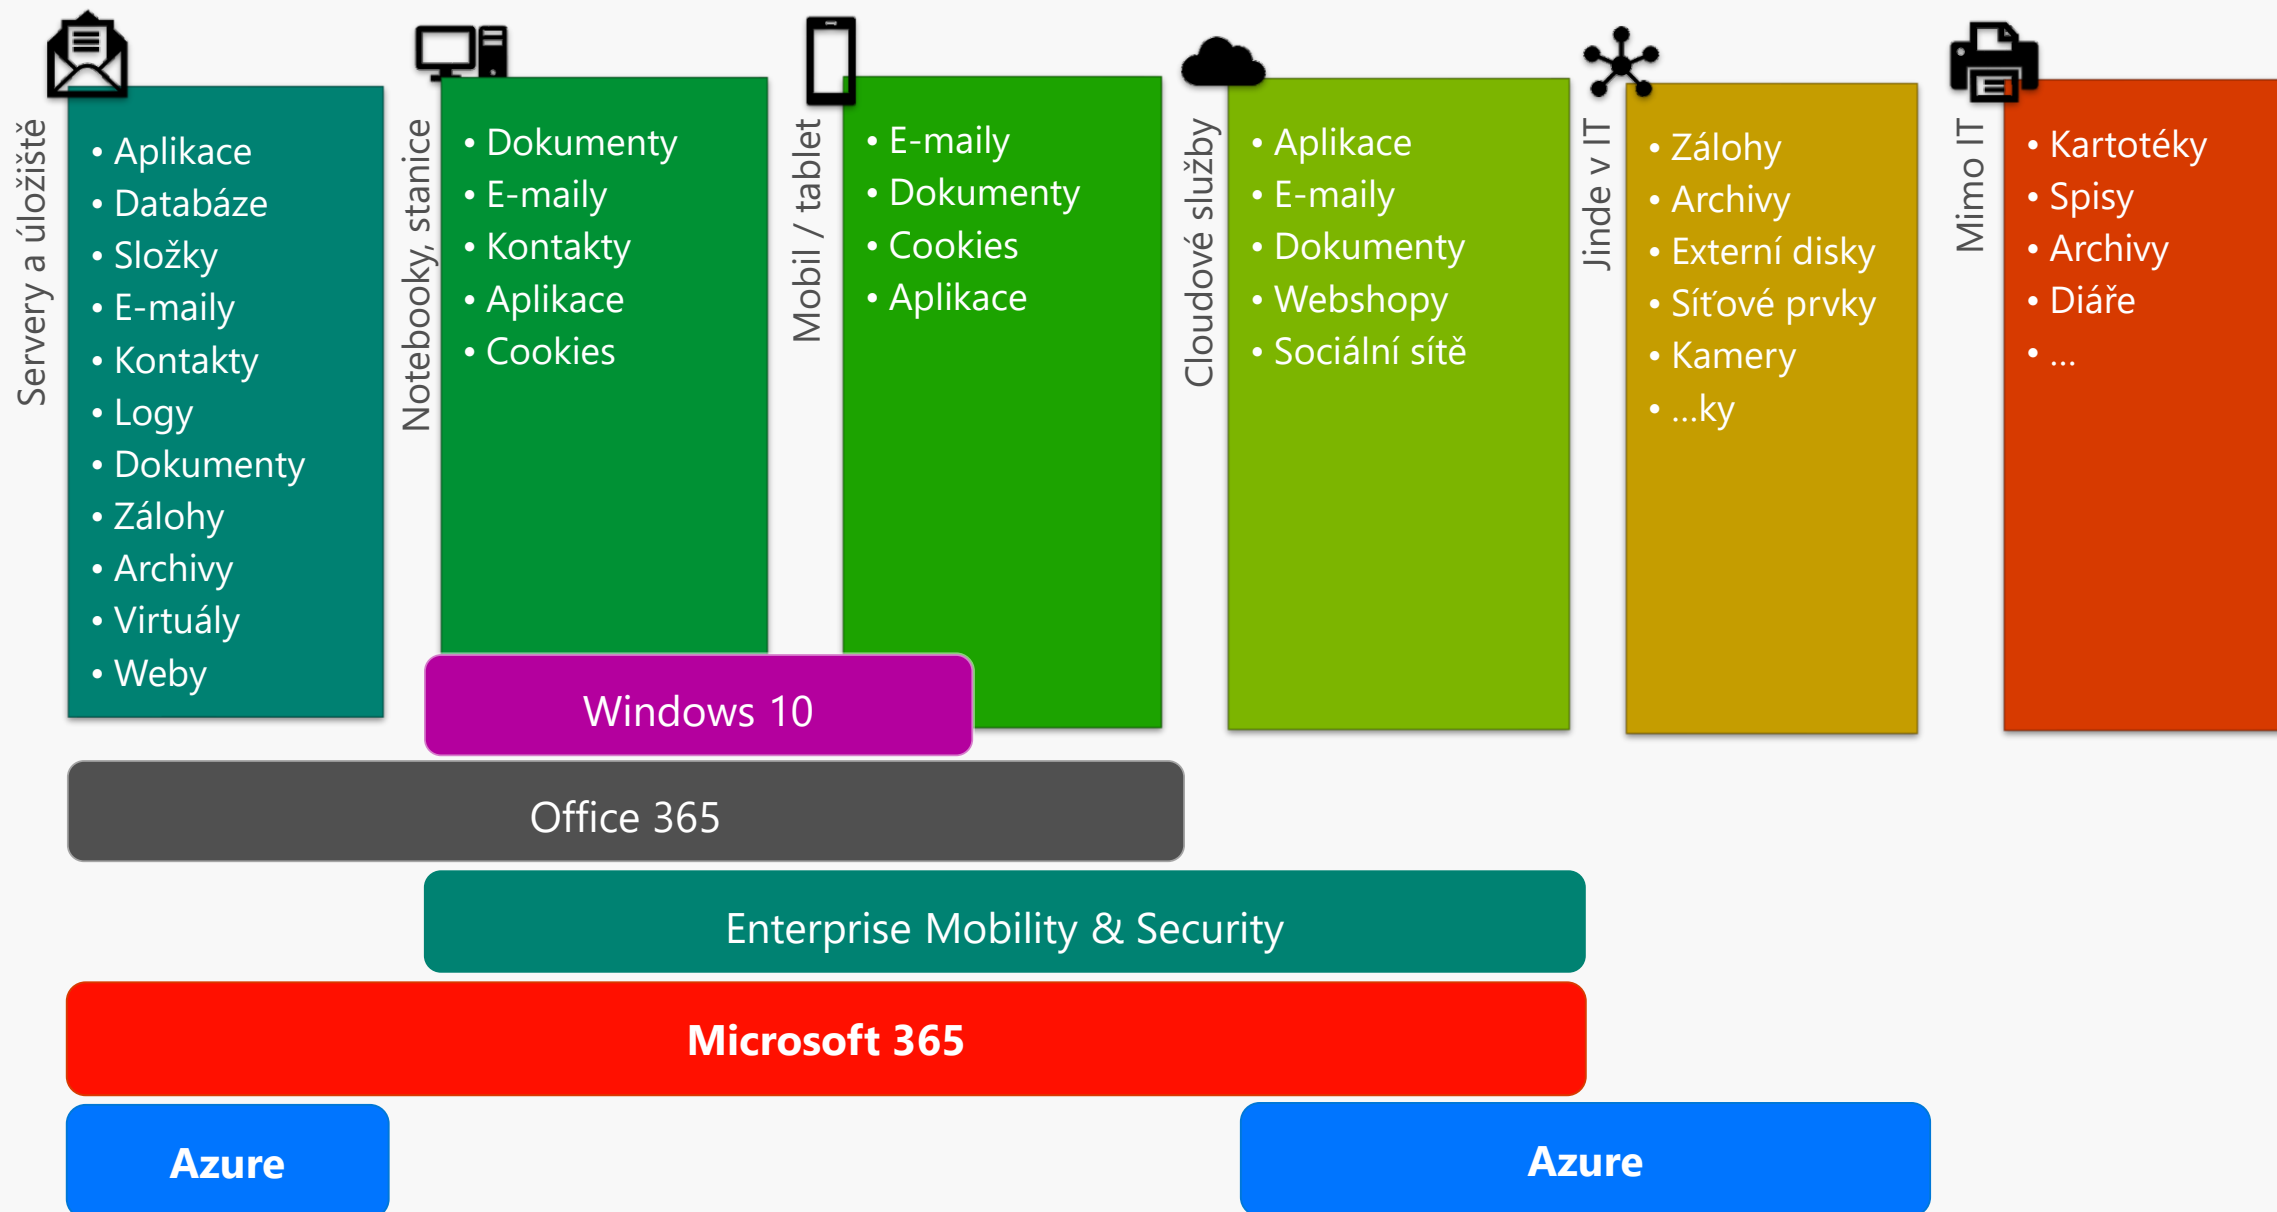 Servery a úložiště
• Aplikace
• Databáze
• Složky
• E-maily
• Kontakty
• Logy
• Dokumenty
• Zálohy
• Archivy
• Virtuály
• Weby
Notebooky, stanice
• Dokumenty
• E-maily
• Kontakty
• Aplikace
• Cookies
Mobil / tablet
• E-maily
• Dokumenty
• Cookies
• Aplikace
Cloudové služby
• Aplikace
• E-maily
• Dokumenty
• Webshopy
• Sociální sítě
Jinde v IT
• Zálohy
• Archivy
• Externí disky
• Síťové prvky
• Kamery
• ...ky
Mimo IT
• Kartotéky
• Spisy
• Archivy
• Diáře
• ...
Windows 10
Office 365
Enterprise Mobility & Security
Microsoft 365
Azure
Azure